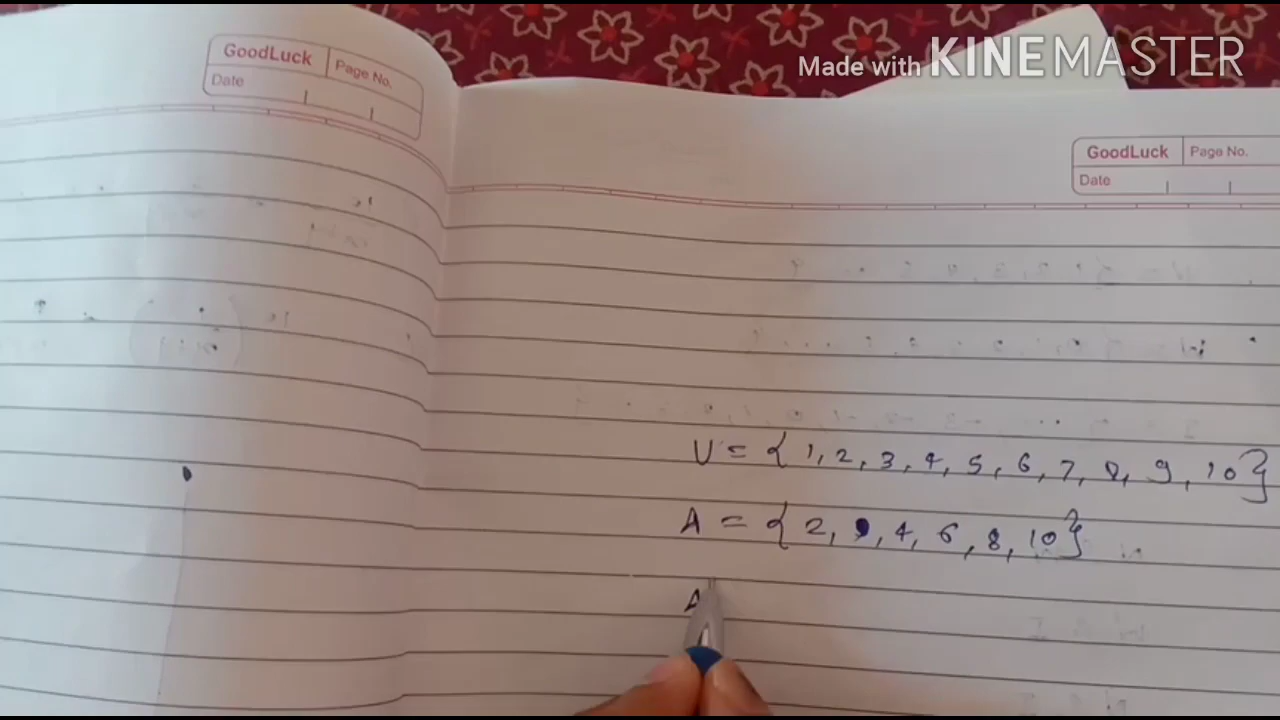 Made with KINEMASTER
GoodLuck Page No.
Date
GoodLuck Page No.
Date
U = { 1, 2, 3, 4, 5, 6, 7, 8, 9, 10}
A = { 2, , 4, 6, 8, 10}
A